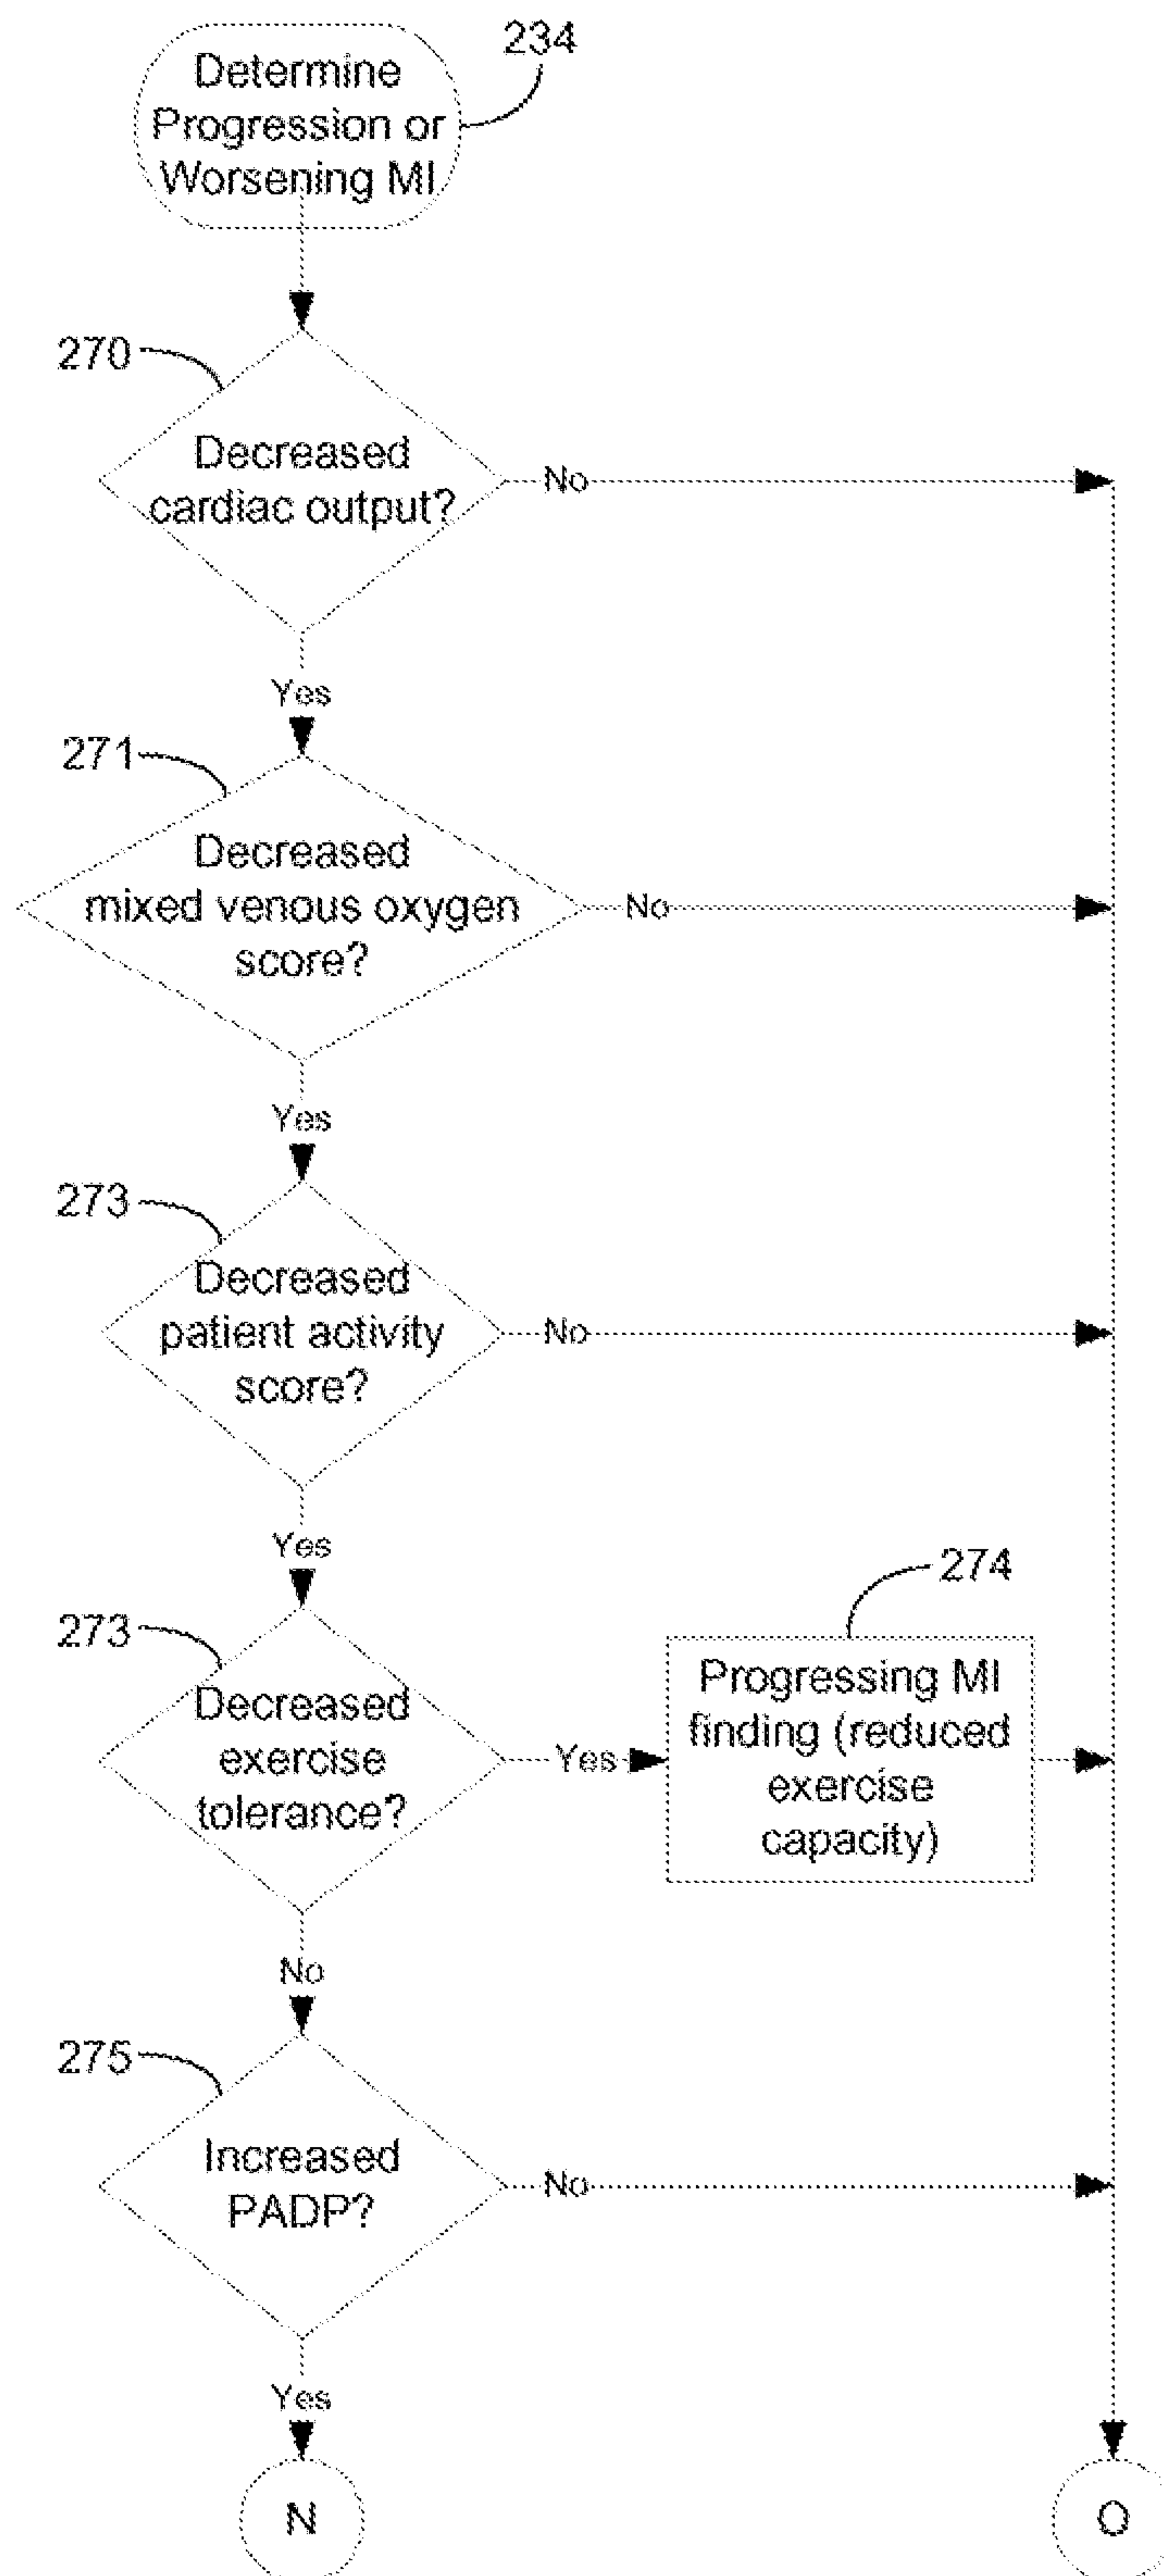 234
Determine
Progression or
Worsening MI
270
Decreased
cardiac output?
No
Yes
271
Decreased
mixed venous oxygen
score?
No
Yes
273
Decreased
patient activity
score?
No
Yes
273
Decreased
exercise
tolerance?
Yes
274
Progressing MI
finding (reduced
exercise
capacity)
No
275
Increased
PADP?
No
Yes
N
O